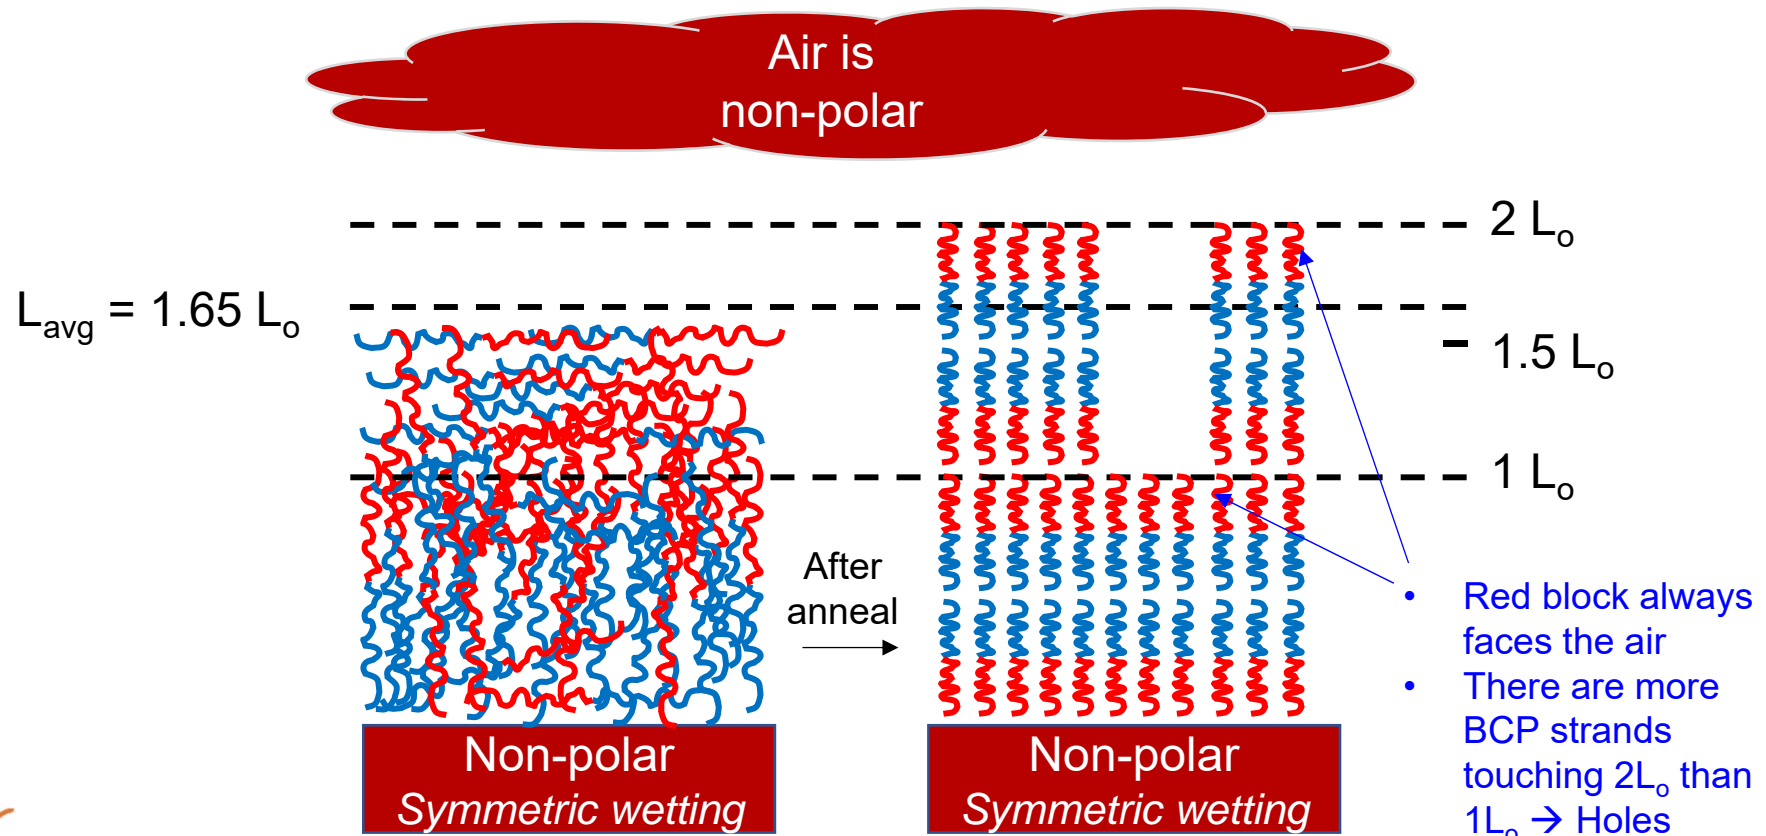 Air is
non-polar
2 Lₒ
Lavg = 1.65 Lₒ
1.5 Lₒ
1 Lₒ
After
anneal
• Red block always
faces the air
• There are more
BCP strands
touching 2Lₒ than
1Lₒ → Holes
Non-polar
Symmetric wetting
Non-polar
Symmetric wetting